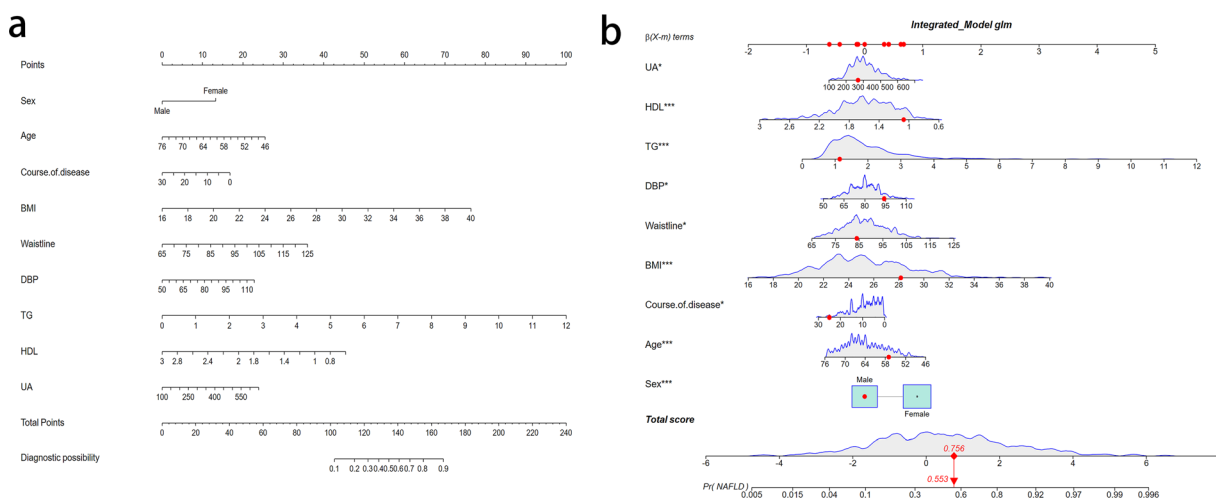 a
0 10 20 30 40 50 60 70 80 90 100
Points
Female
Sex
Male
Age
76 70 64 58 52 46
Course.of.disease
30 20 10 0
BMI
16 18 20 22 24 26 28 30 32 34 36 38 40
Waistline
65 75 85 95 105 115 125
DBP
50 65 80 95 110
TG
0 1 2 3 4 5 6 7 8 9 10 11 12
HDL
3 2.8 2.4 2 1.8 1.4 1 0.8
UA
100 250 400 550
Total Points
0 20 40 60 80 100 120 140 160 180 200 220 240
Diagnostic possibility
0.1 0.2 0.3 0.4 0.5 0.6 0.7 0.8 0.9
b
Integrated_Model glm
β(X-m) terms
-2 -1 0 1 2 3 4 5
UA*
100 200 300 400 500 600
HDL***
3 2.6 2.2 1.8 1.4 1 0.6
TG***
0 1 2 3 4 5 6 7 8 9 10 11 12
DBP*
50 65 80 95 110
Waistline*
65 75 85 95 105 115 125
BMI***
16 18 20 22 24 26 28 30 32 34 36 38 40
Course.of.disease*
30 20 10 0
Age***
76 70 64 58 52 46
Male
Sex***
Female
Total score
0.756
-6 -4 -2 0 2 4 6
0.553
Pr( NAFLD )
0.005 0.015 0.04 0.1 0.3 0.6 0.8 0.92 0.97 0.99 0.996